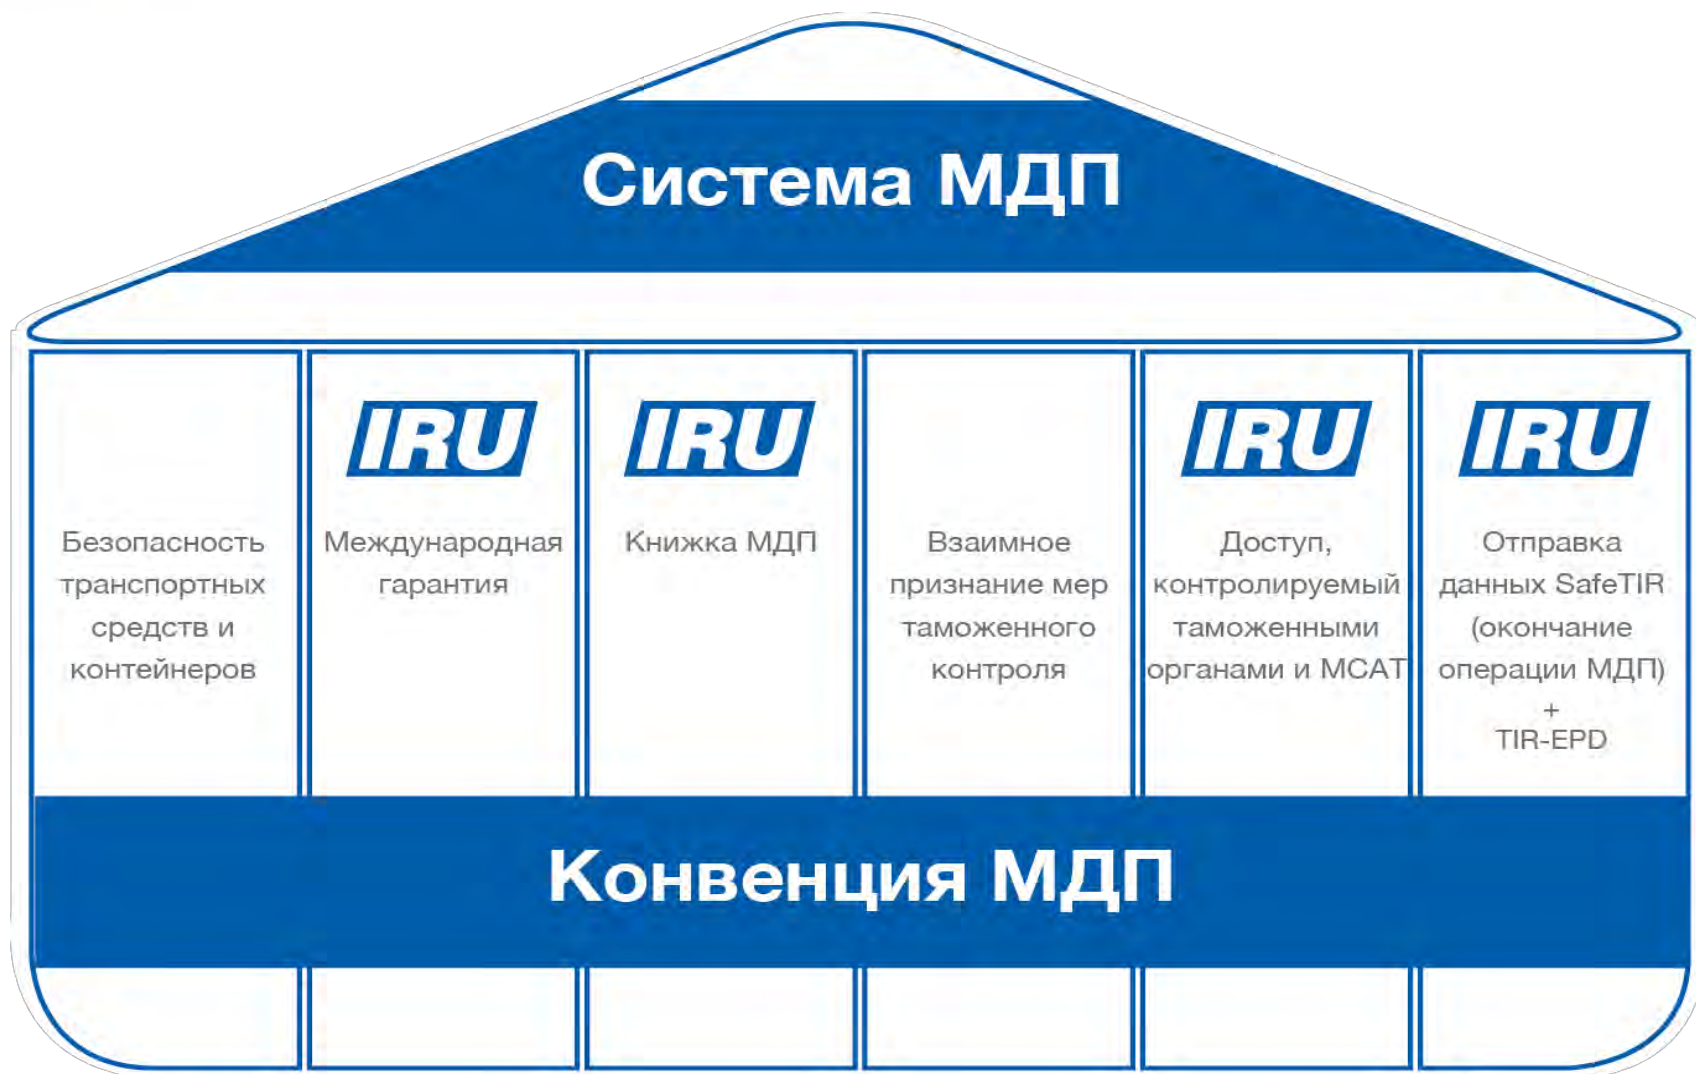 Система МДП
Безопасность
транспортных
средств и
контейнеров
IRU
Международная
гарантия
IRU
Книжка МДП
Взаимное
признание мер
таможенного
контроля
IRU
Доступ,
контролируемый
таможенными
органами и МСАТ
IRU
Отправка
данных SafeTIR
(окончание
операции МДП)
+
TIR-EPD
Конвенция МДП